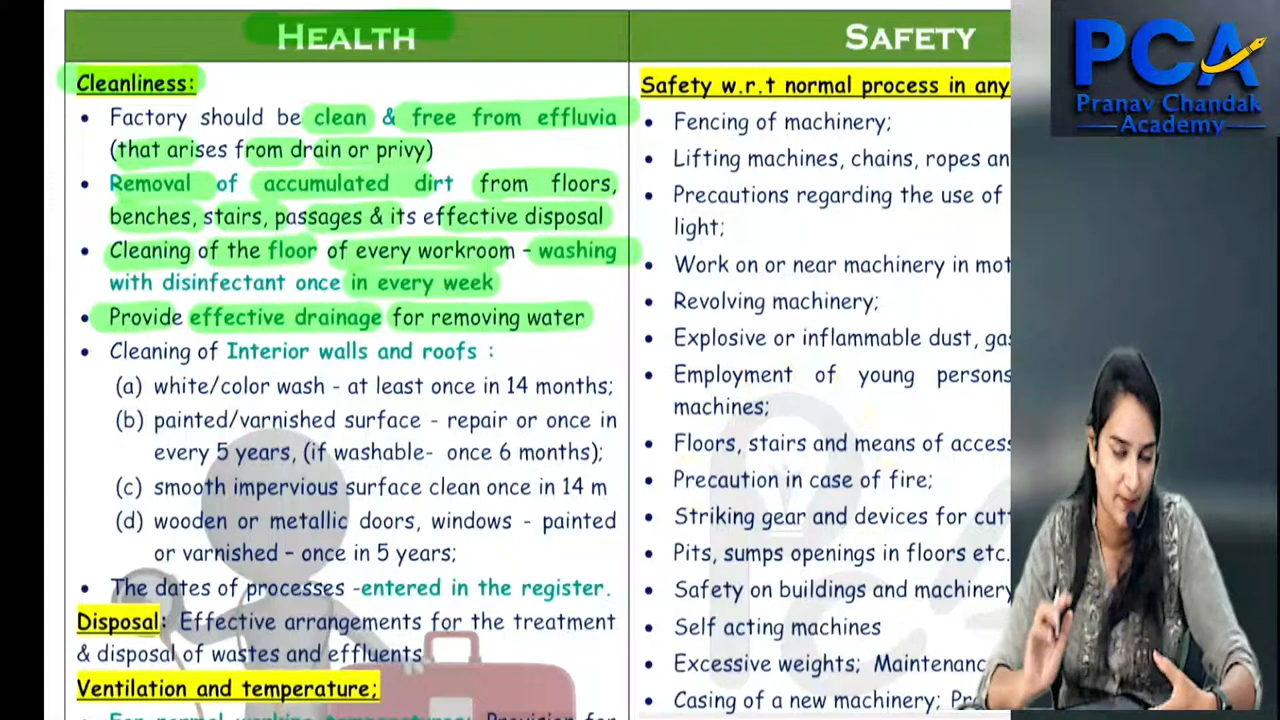 HEALTH
Cleanliness:
• Factory should be clean & free from effluvia
(that arises from drain or privy)
• Removal of accumulated dirt from floors,
benches, stairs, passages & its effective disposal
• Cleaning of the floor of every workroom – washing
with disinfectant once in every week
• Provide effective drainage for removing water
• Cleaning of Interior walls and roofs :
(a) white/color wash - at least once in 14 months;
(b) painted/varnished surface - repair or once in
every 5 years, (if washable- once 6 months);
(c) smooth impervious surface clean once in 14 m
(d) wooden or metallic doors, windows - painted
or varnished – once in 5 years;
• The dates of processes -entered in the register.
Disposal: Effective arrangements for the treatment
& disposal of wastes and effluents
Ventilation and temperature;
• For normal working temperatures: Provision for
SAFETY
Safety w.r.t normal process in any
• Fencing of machinery;
• Lifting machines, chains, ropes an
• Precautions regarding the use of
light;
• Work on or near machinery in mot
• Revolving machinery;
• Explosive or inflammable dust, gas
• Employment of young persons
machines;
• Floors, stairs and means of access
• Precaution in case of fire;
• Striking gear and devices for cutt
• Pits, sumps openings in floors etc.
• Safety on buildings and machinery
• Self acting machines
• Excessive weights; Maintenanc
• Casing of a new machinery; Pr
PCA
Pranav Chandak
Academy